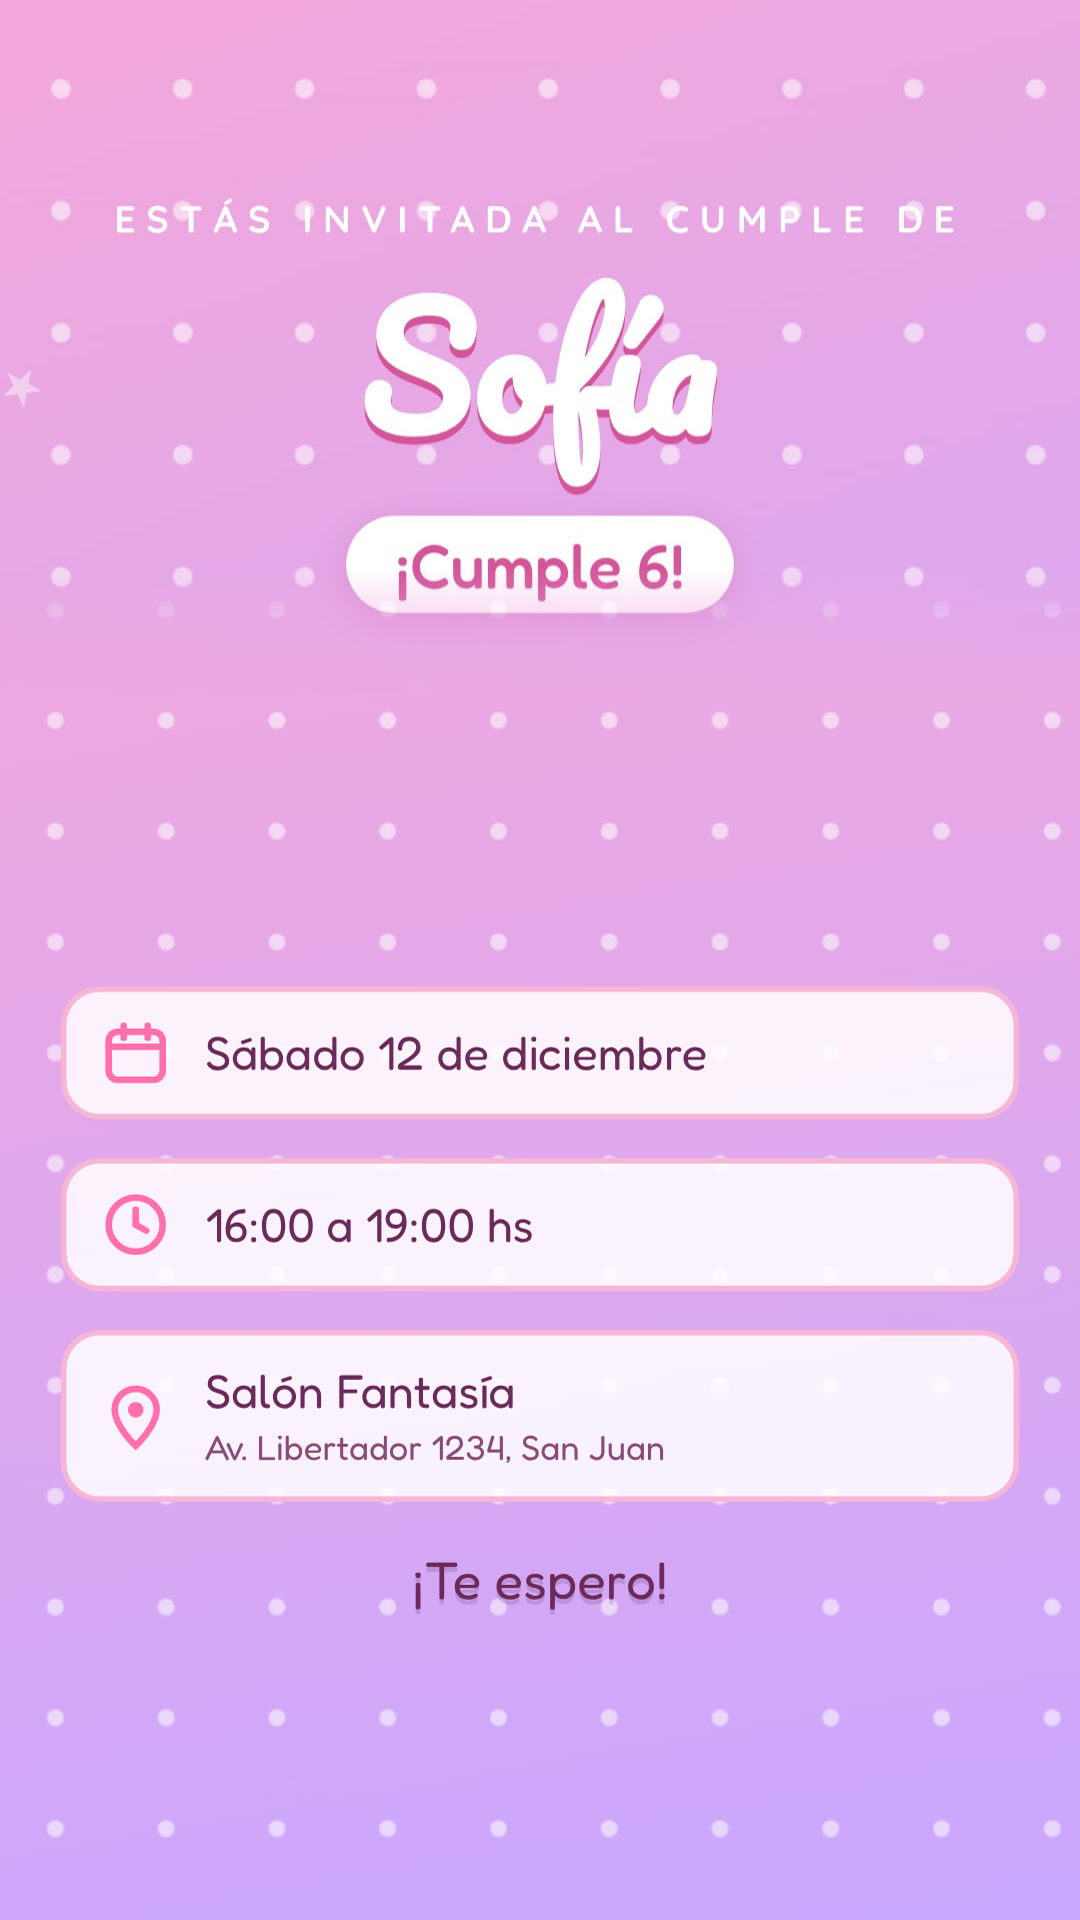 ESTÁS INVITADA AL CUMPLE DE
Sofía
¡Cumple 6!
Sábado 12 de diciembre
16:00 a 19:00 hs
Salón Fantasía
Av. Libertador 1234, San Juan
¡Te espero!